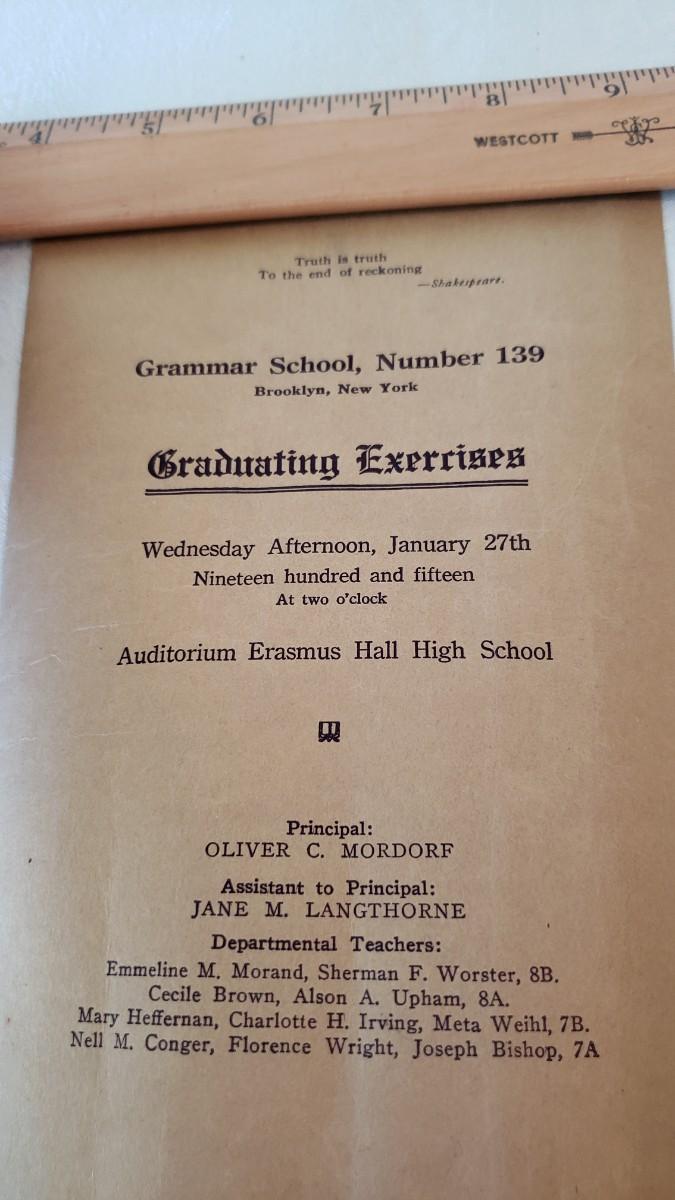 4 5 6 7 8 9
WESTCOTT
Truth is truth
To the end of reckoning
—Shakespeare.
Grammar School, Number 139
Brooklyn, New York
Graduating Exercises
Wednesday Afternoon, January 27th
Nineteen hundred and fifteen
At two o'clock
Auditorium Erasmus Hall High School
Principal:
OLIVER C. MORDORF
Assistant to Principal:
JANE M. LANGTHORNE
Departmental Teachers:
Emmeline M. Morand, Sherman F. Worster, 8B.
Cecile Brown, Alson A. Upham, 8A.
Mary Heffernan, Charlotte H. Irving, Meta Weihl, 7B.
Nell M. Conger, Florence Wright, Joseph Bishop, 7A